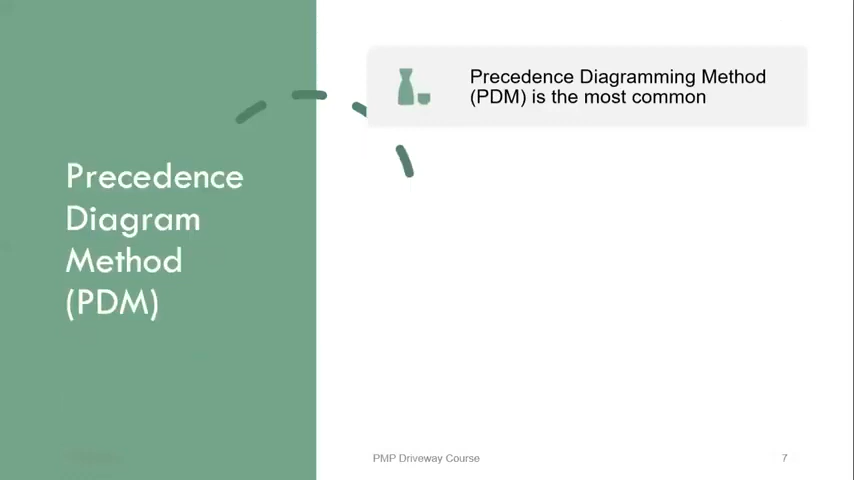 Precedence
Diagram
Method
(PDM)
Precedence Diagramming Method
(PDM) is the most common
PMP Driveway Course
7